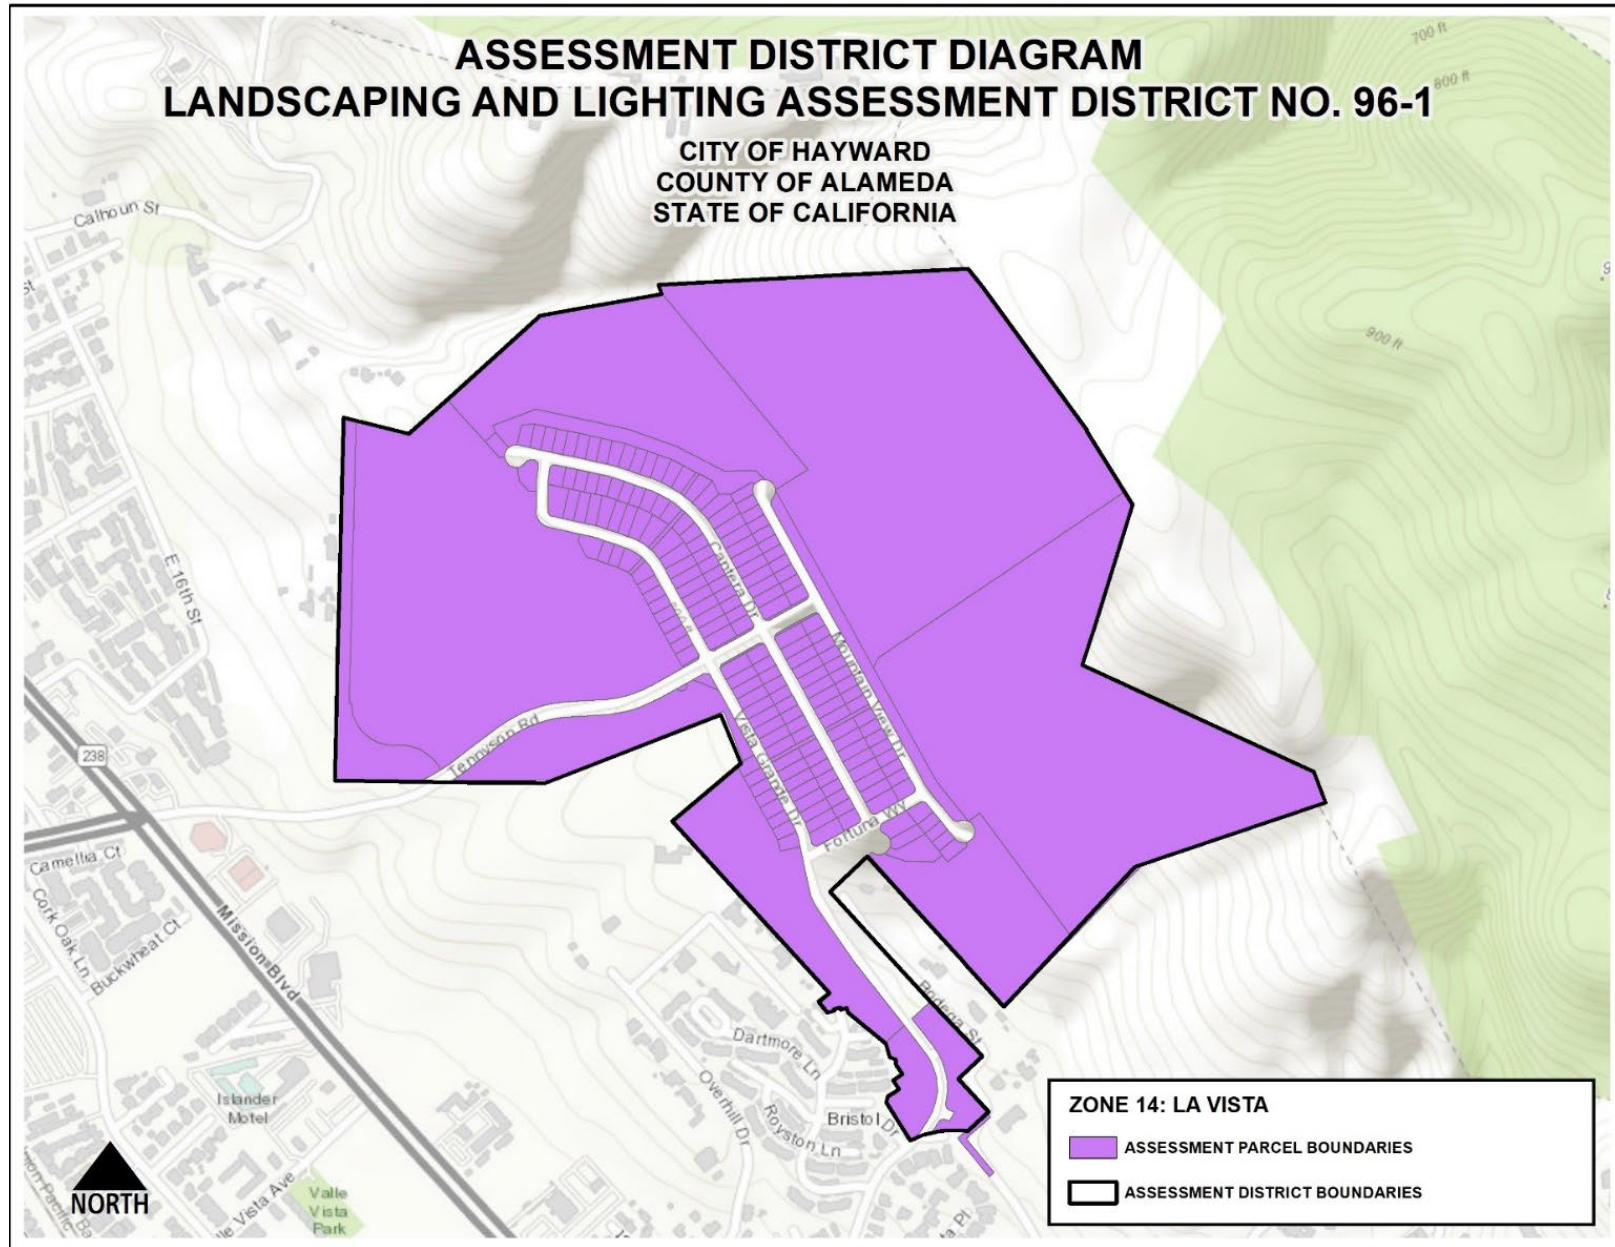 ASSESSMENT DISTRICT DIAGRAM
LANDSCAPING AND LIGHTING ASSESSMENT DISTRICT NO. 96-1
CITY OF HAYWARD
COUNTY OF ALAMEDA
STATE OF CALIFORNIA
700 ft
800 ft
Calhoun St
St
900 ft
E 16th St
Cantera Dr
Mountain View Dr
Tennyson Rd
Vista Grande Dr
238
Fortuna Wy
Camellia Ct
Cork Oak Ln
Buckwheat Ct
Mission Blvd
Bodega St
Dartmore Ln
Overhill Dr
Islander
Motel
Royston Ln
Bristol Dr
Valle
Vista
Park
Vista Ave
Pl
NORTH
ZONE 14: LA VISTA
ASSESSMENT PARCEL BOUNDARIES
ASSESSMENT DISTRICT BOUNDARIES